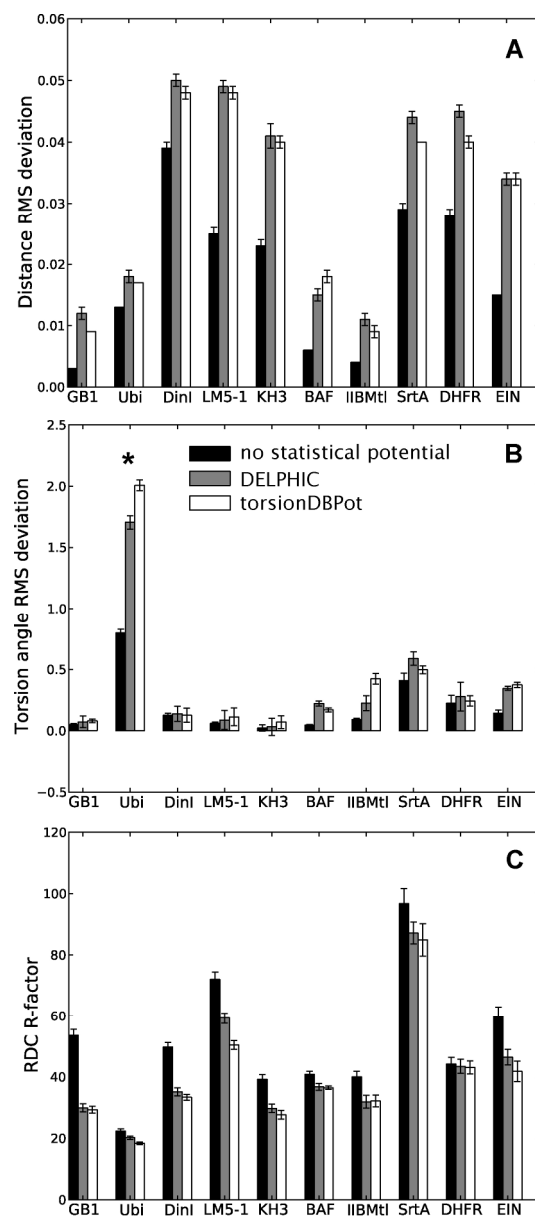 A
Distance RMS deviation
0.06
0.05
0.04
0.03
0.02
0.01
0.00
GB1 Ubi DinI LM5-1 KH3 BAF IIBMtl SrtA DHFR EIN
B
Torsion angle RMS deviation
2.5
2.0
1.5
1.0
0.5
0.0
−0.5
*
no statistical potential
DELPHIC
torsionDBPot
GB1 Ubi DinI LM5-1 KH3 BAF IIBMtl SrtA DHFR EIN
C
RDC R-factor
120
100
80
60
40
20
0
GB1 Ubi DinI LM5-1 KH3 BAF IIBMtl SrtA DHFR EIN